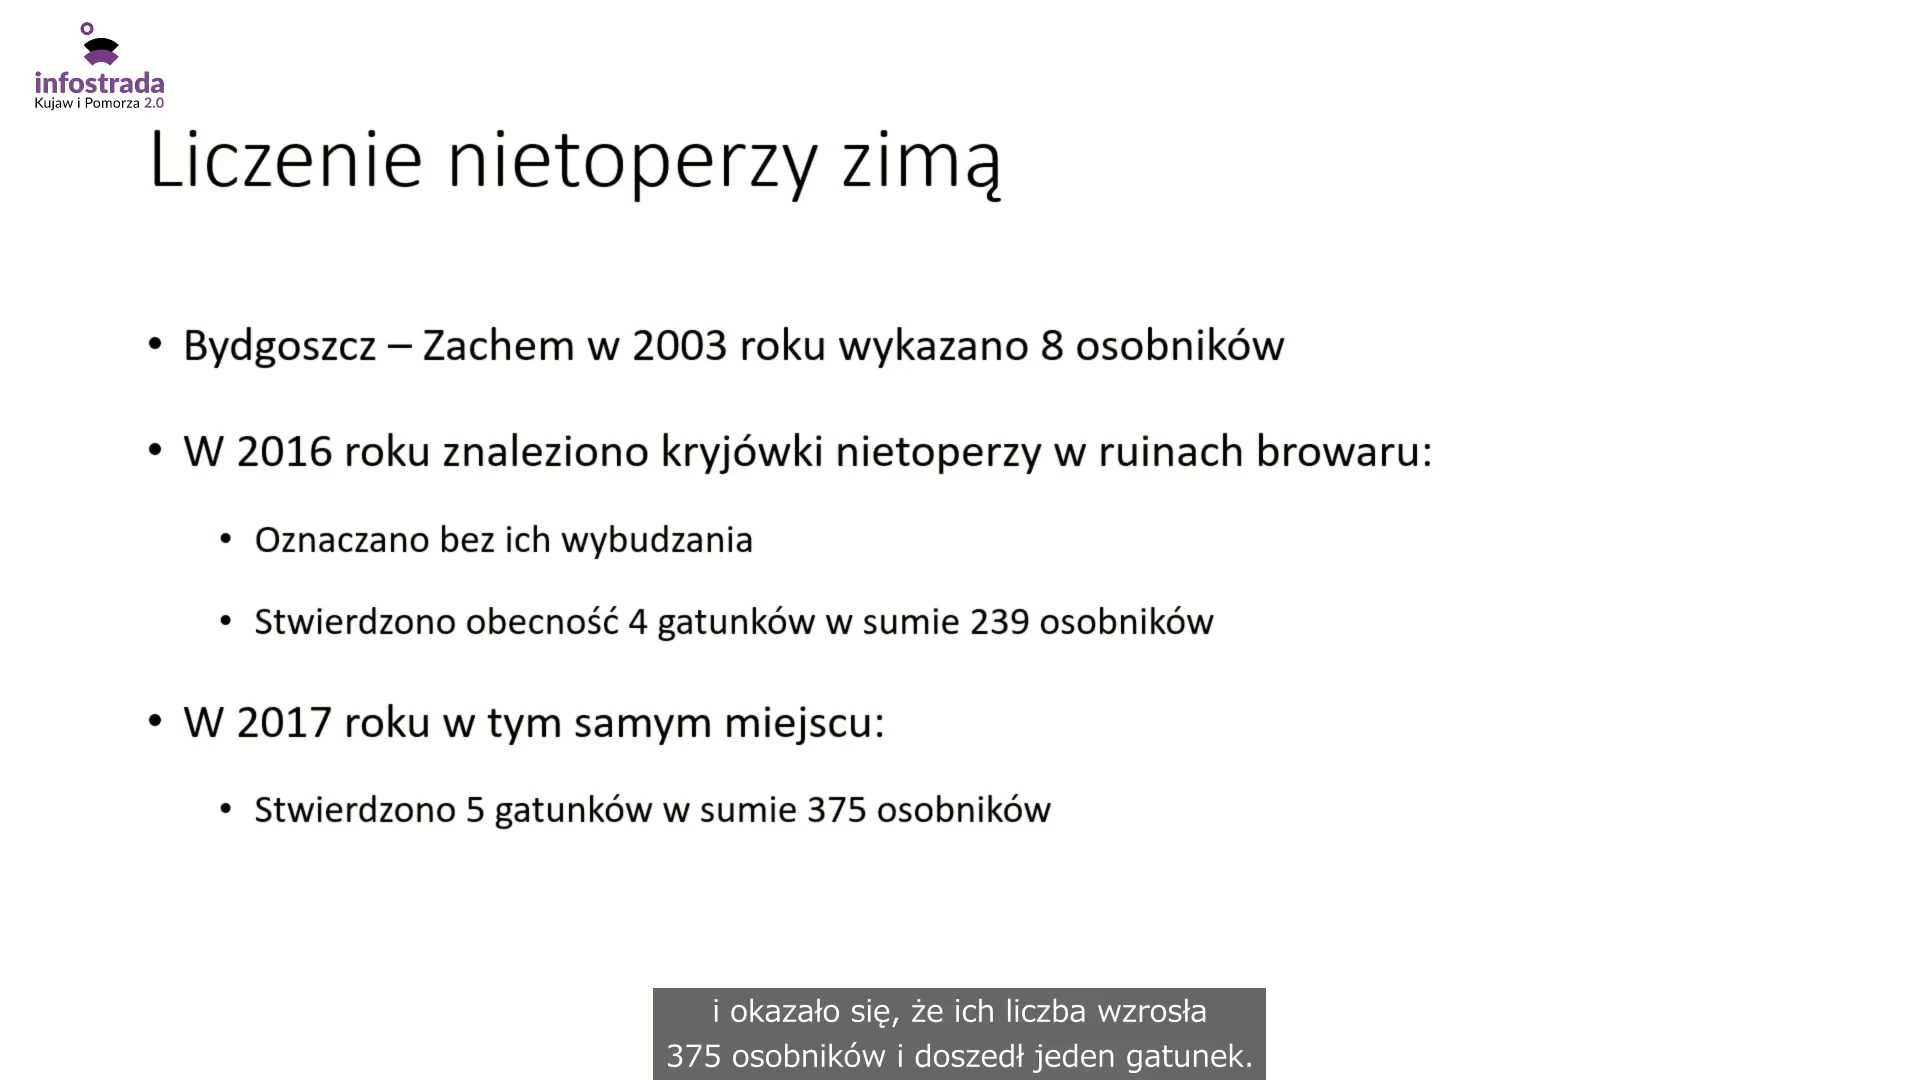 infostrada
Kujaw i Pomorza 2.0
Liczenie nietoperzy zimą
• Bydgoszcz – Zachem w 2003 roku wykazano 8 osobników
• W 2016 roku znaleziono kryjówki nietoperzy w ruinach browaru:
• Oznaczano bez ich wybudzania
• Stwierdzono obecność 4 gatunków w sumie 239 osobników
• W 2017 roku w tym samym miejscu:
• Stwierdzono 5 gatunków w sumie 375 osobników
i okazało się, że ich liczba wzrosła
375 osobników i doszedł jeden gatunek.